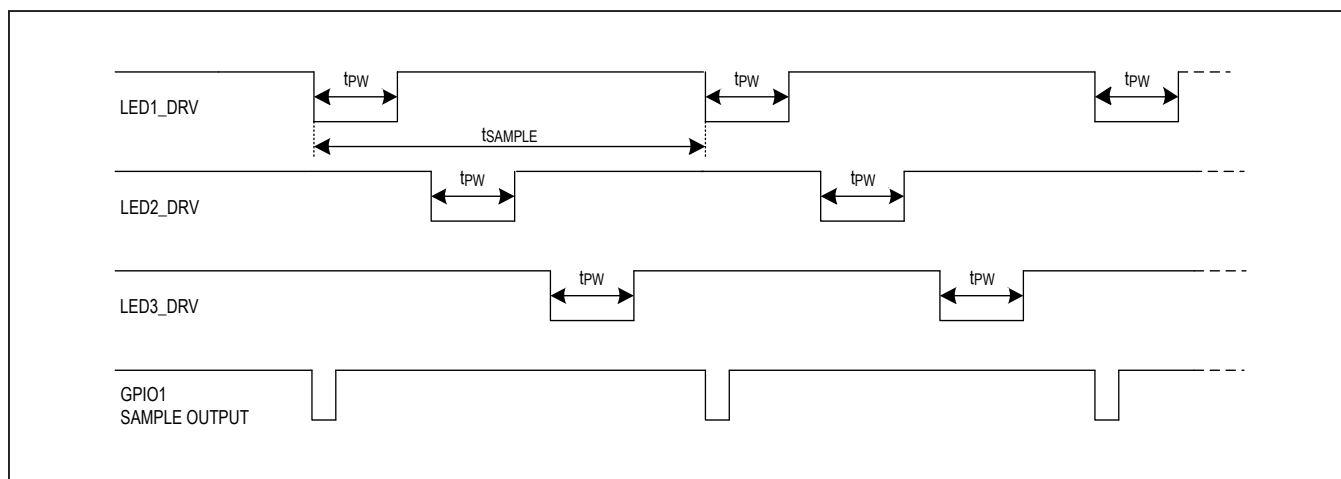 tPW
tPW
tPW
LED1_DRV
tSAMPLE
tPW
tPW
LED2_DRV
tPW
tPW
LED3_DRV
GPIO1
SAMPLE OUTPUT